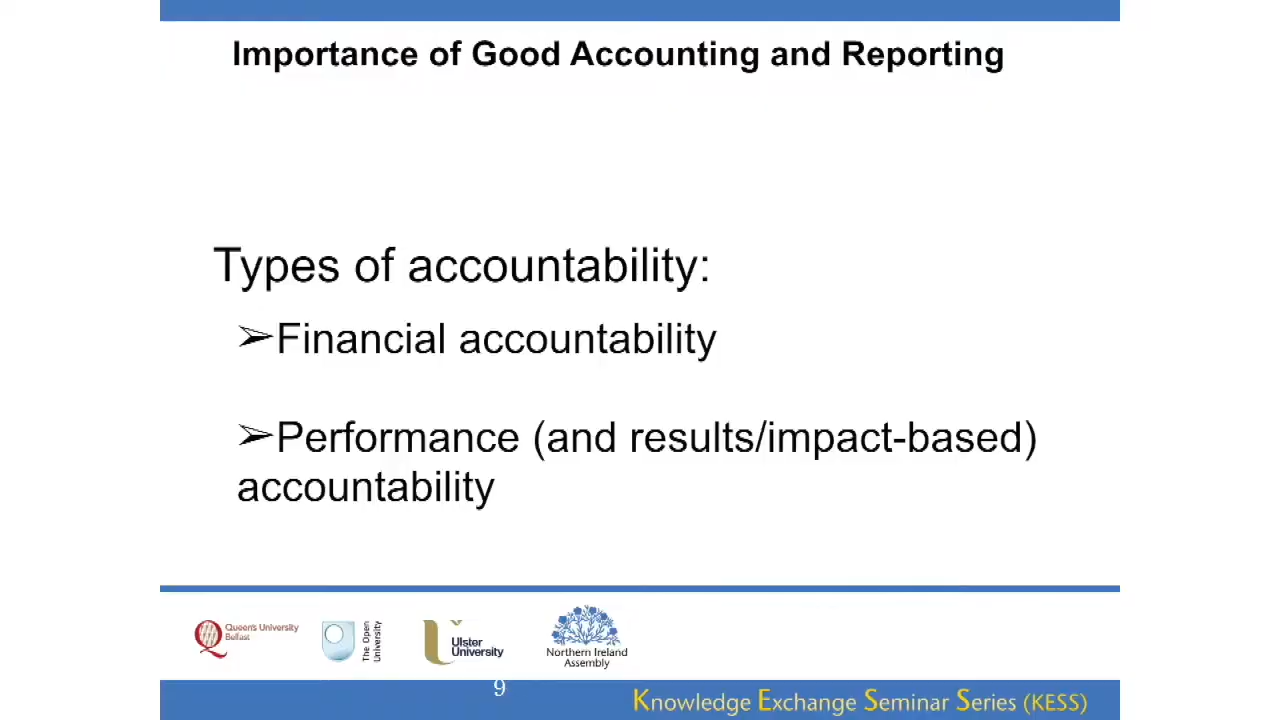 Importance of Good Accounting and Reporting
Types of accountability:
➢Financial accountability
➢Performance (and results/impact-based)
accountability
Queen's University
Belfast
The Open
University
Ulster
University
Northern Ireland
Assembly
9
Knowledge Exchange Seminar Series (KESS)